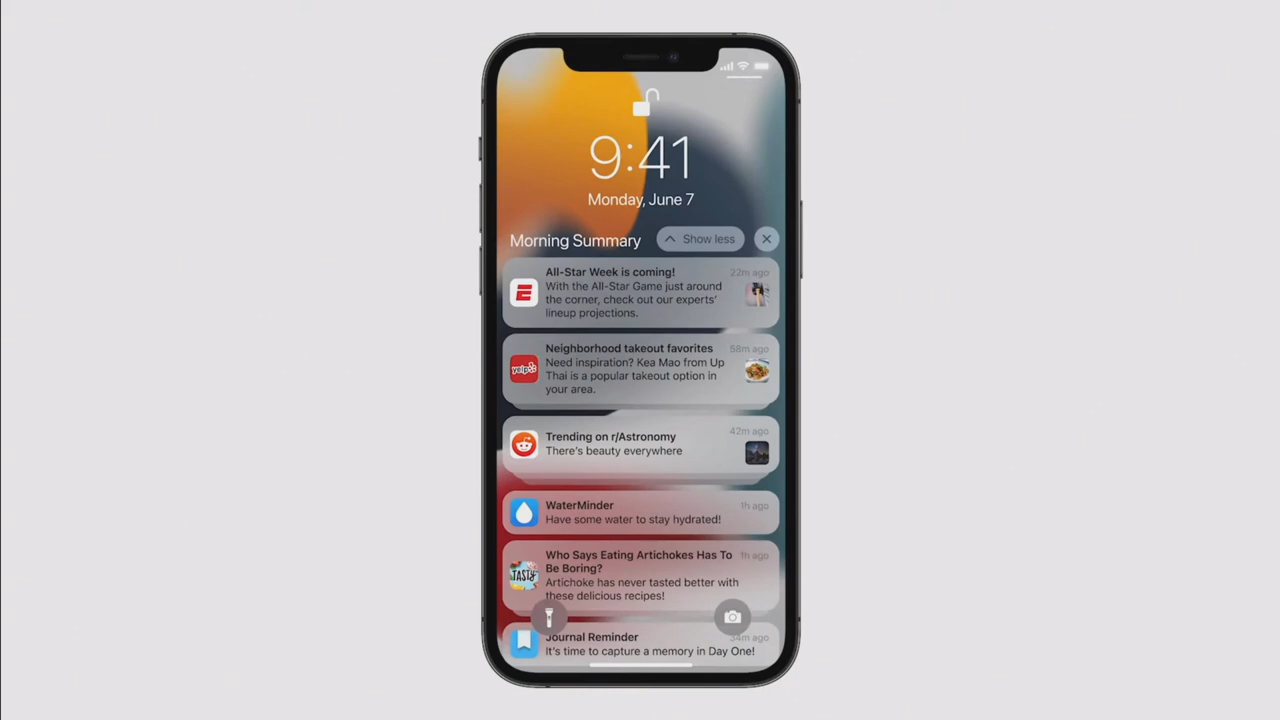 9:41
Monday, June 7
Morning Summary
Show less
All-Star Week is coming!
22m ago
With the All-Star Game just around
the corner, check out our experts'
lineup projections.
Neighborhood takeout favorites
58m ago
yelp
Need inspiration? Kea Mao from Up
Thai is a popular takeout option in
your area.
Trending on r/Astronomy
42m ago
There's beauty everywhere
WaterMinder
1h ago
Have some water to stay hydrated!
Who Says Eating Artichokes Has To
1h ago
Be Boring?
TASTY
Artichoke has never tasted better with
these delicious recipes!
Journal Reminder
34m ago
It's time to capture a memory in Day One!